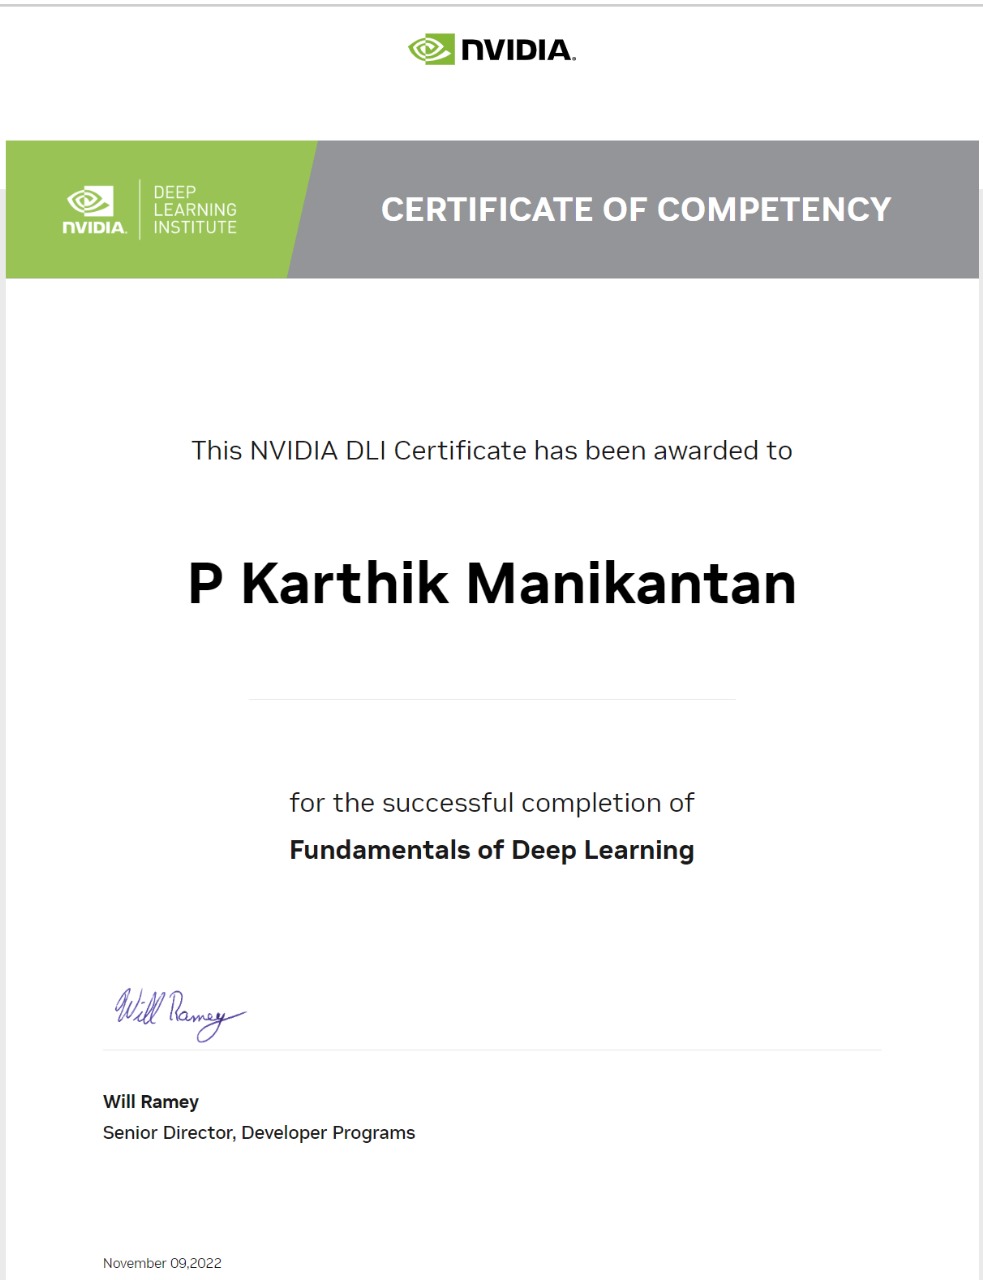 NVIDIA.
NVIDIA.
DEEP
LEARNING
INSTITUTE
CERTIFICATE OF COMPETENCY
This NVIDIA DLI Certificate has been awarded to
P Karthik Manikantan
for the successful completion of
Fundamentals of Deep Learning
Will Ramey
Will Ramey
Senior Director, Developer Programs
November 09,2022